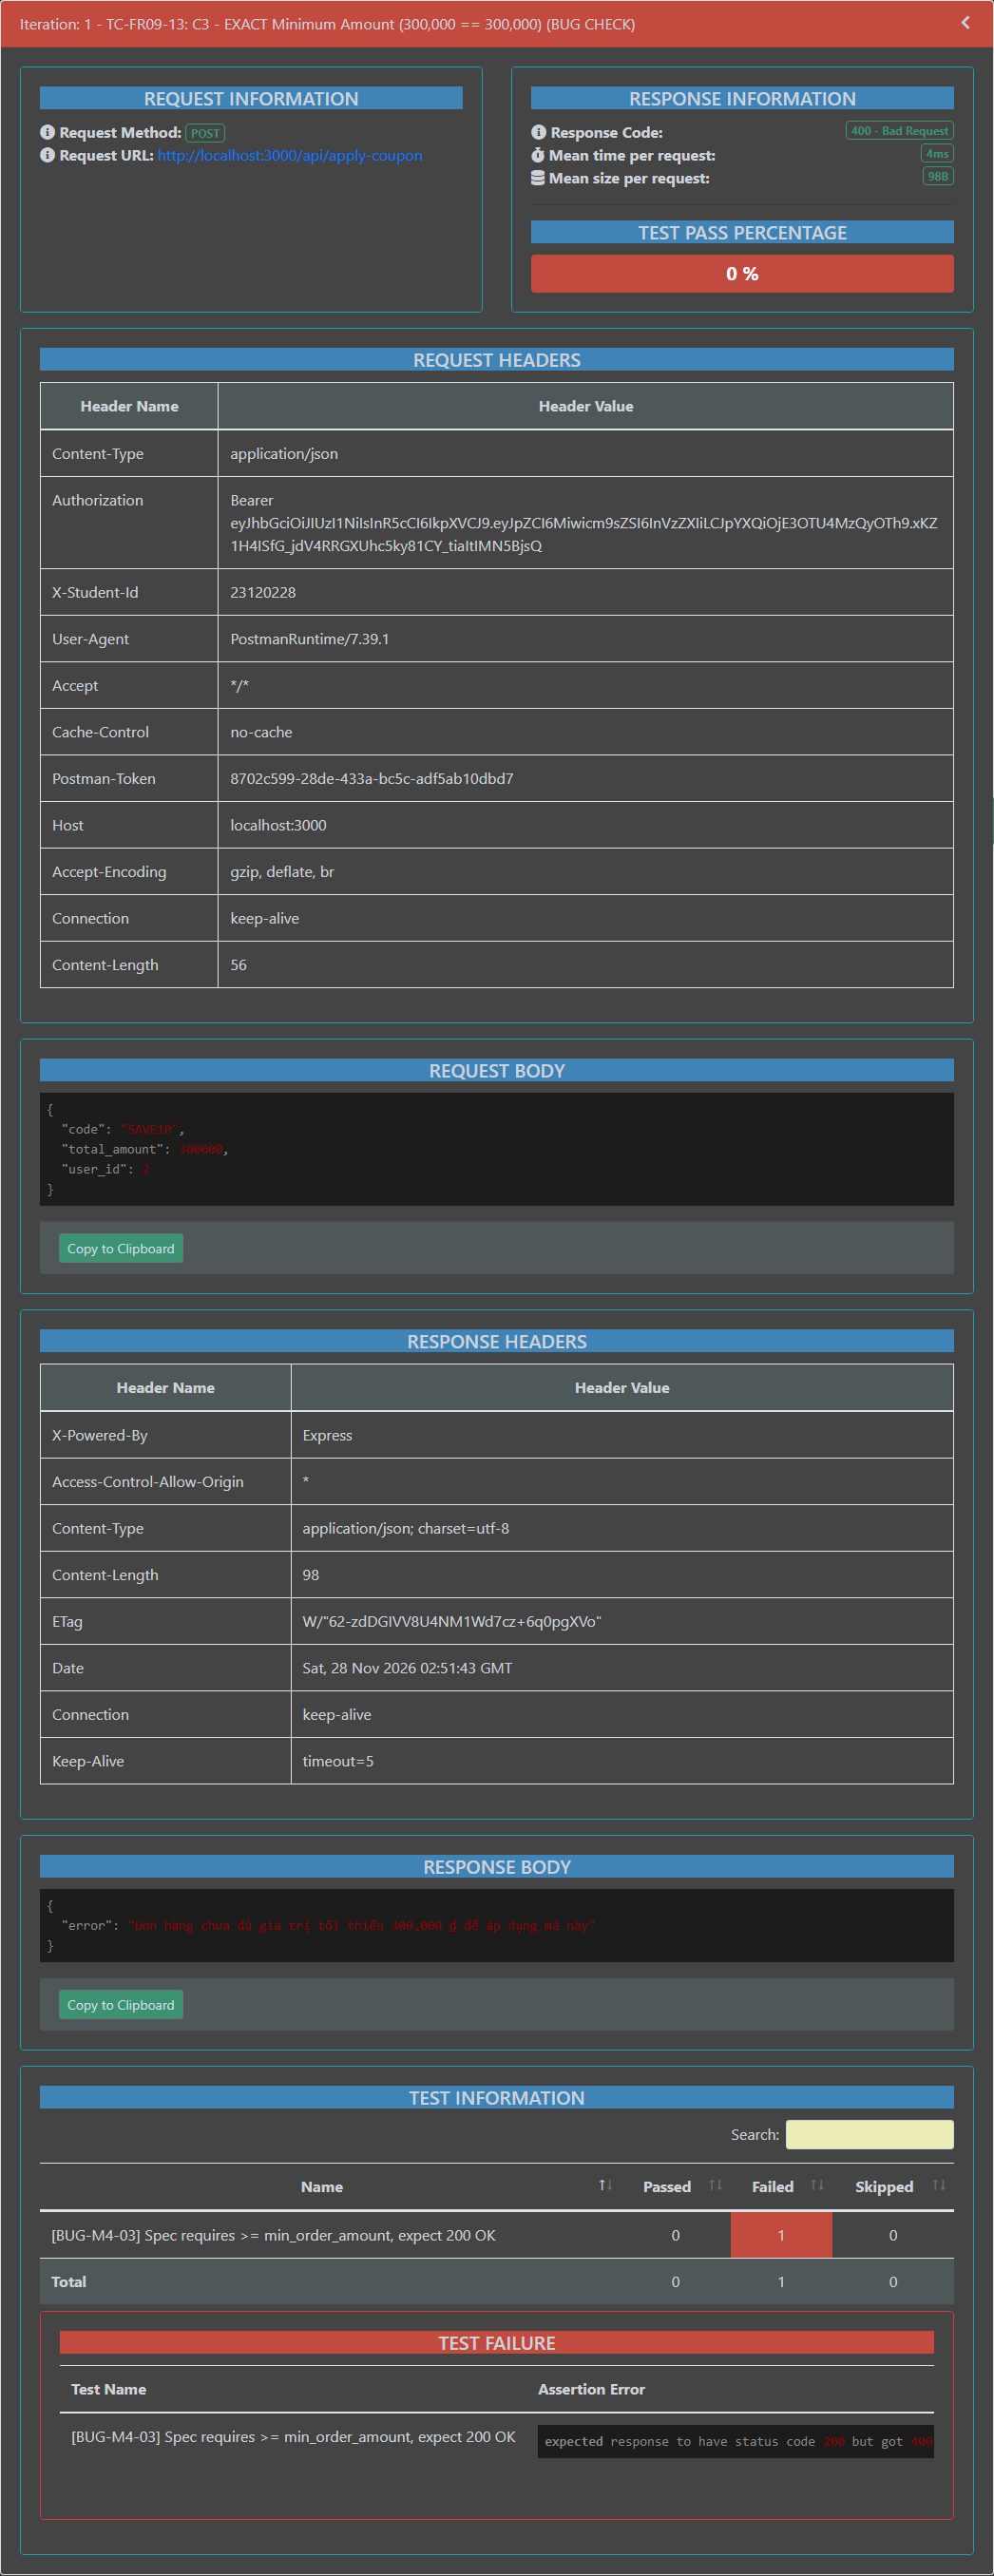 Iteration: 1 - TC-FR09-13: C3 - EXACT Minimum Amount (300,000 == 300,000) (BUG CHECK)
REQUEST INFORMATION
Request Method: POST
Request URL: http://localhost:3000/api/apply-coupon
RESPONSE INFORMATION
Response Code: 400 - Bad Request
Mean time per request: 4ms
Mean size per request: 98B
TEST PASS PERCENTAGE
0 %
REQUEST HEADERS
Header Name Header Value
Content-Type application/json
Authorization Bearer
eyJhbGciOiJIUzI1NiIsInR5cCI6IkpXVCJ9.eyJpZCI6Miwicm9sZSI6InVzZXIiLCJpYXQiOjE3OTU4MzQyOTh9.xKZ
1H4ISfG_jdV4RRGXUhc5ky81CY_tiaItIMN5BjsQ
X-Student-Id 23120228
User-Agent PostmanRuntime/7.39.1
Accept */*
Cache-Control no-cache
Postman-Token 8702c599-28de-433a-bc5c-adf5ab10dbd7
Host localhost:3000
Accept-Encoding gzip, deflate, br
Connection keep-alive
Content-Length 56
REQUEST BODY
{
"code": "SAVE10",
"total_amount": 300000,
"user_id": 2
}
Copy to Clipboard
RESPONSE HEADERS
Header Name Header Value
X-Powered-By Express
Access-Control-Allow-Origin *
Content-Type application/json; charset=utf-8
Content-Length 98
ETag W/"62-zdDGIVV8U4NM1Wd7cz+6q0pgXVo"
Date Sat, 28 Nov 2026 02:51:43 GMT
Connection keep-alive
Keep-Alive timeout=5
RESPONSE BODY
{
"error": "Đơn hàng chưa đủ giá trị tối thiểu 300,000 ₫ để áp dụng mã này"
}
Copy to Clipboard
TEST INFORMATION
Search:
Name Passed Failed Skipped
[BUG-M4-03] Spec requires >= min_order_amount, expect 200 OK 0 1 0
Total 0 1 0
TEST FAILURE
Test Name Assertion Error
[BUG-M4-03] Spec requires >= min_order_amount, expect 200 OK expected response to have status code 200 but got 400